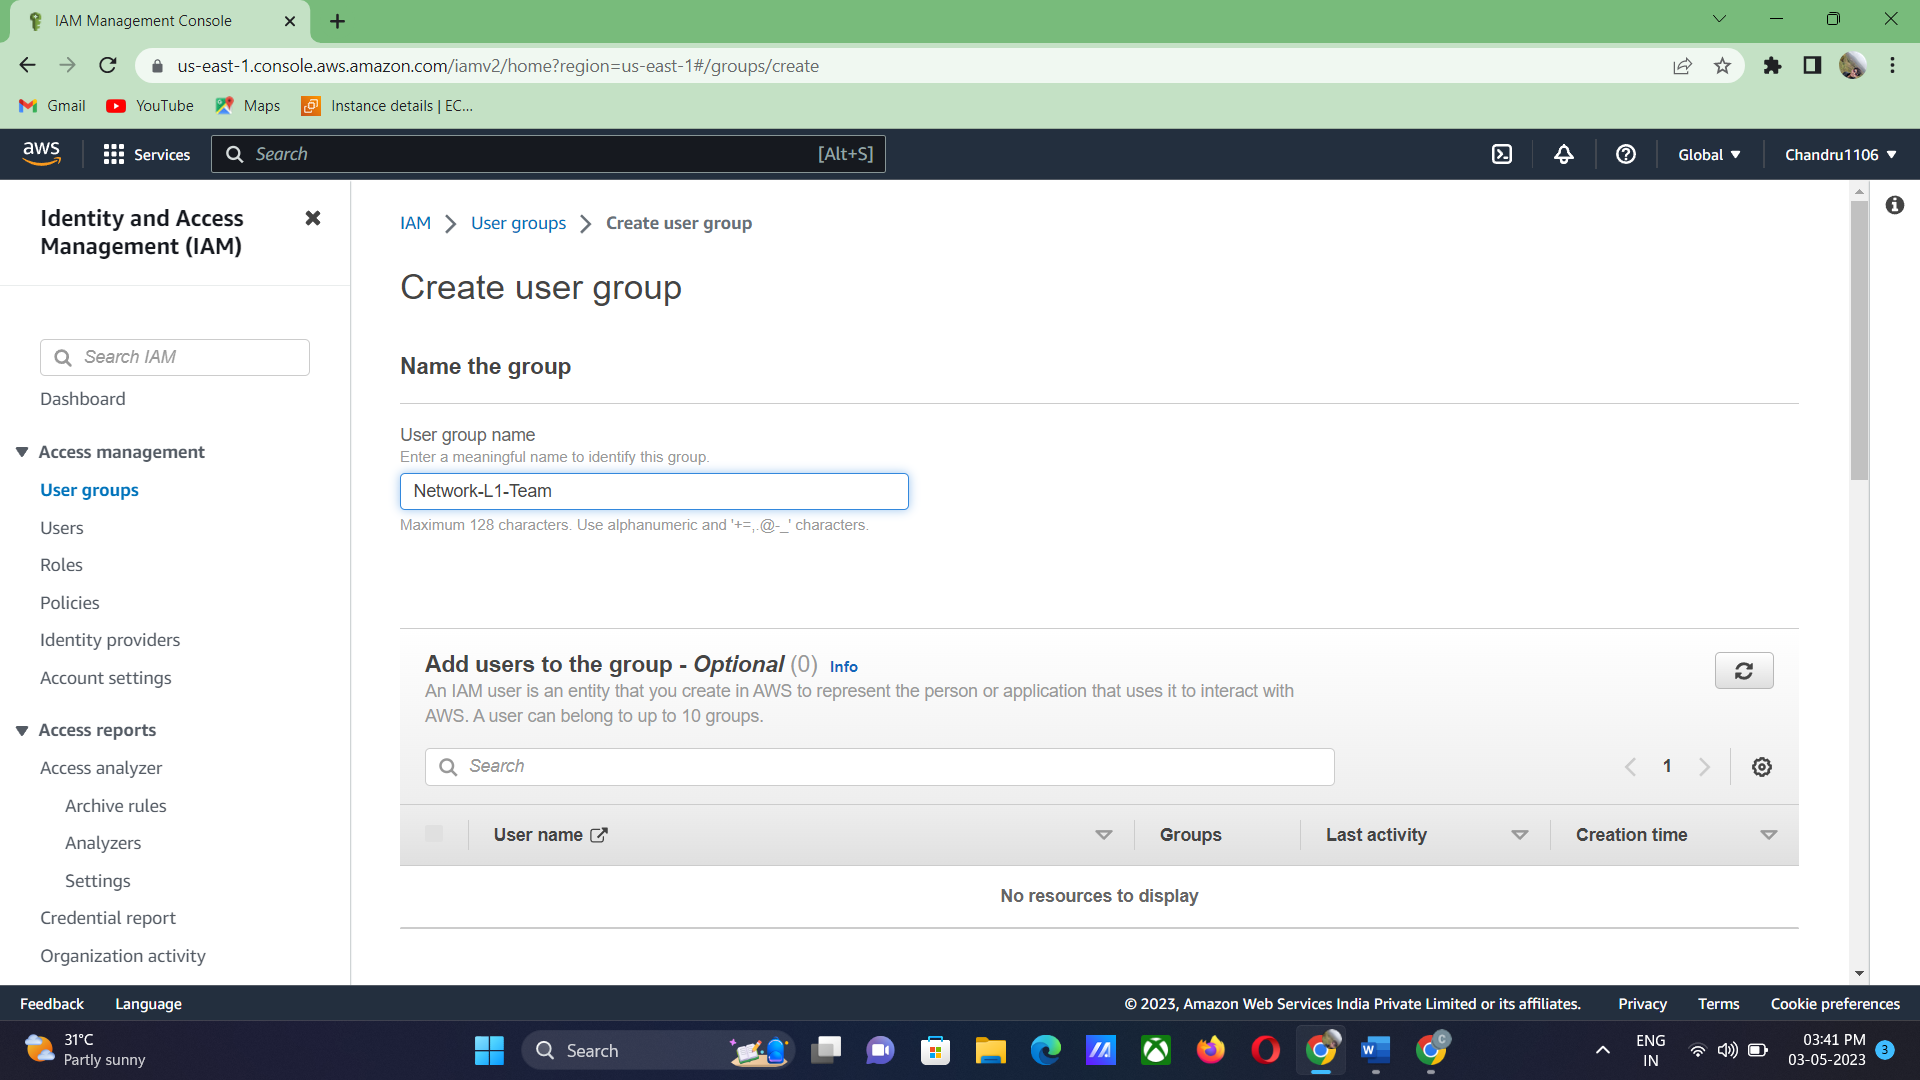 IAM Management Console
us-east-1.console.aws.amazon.com/iamv2/home?region=us-east-1#/groups/create
Gmail YouTube Maps Instance details | EC...
aws Services Search [Alt+S] Global Chandru1106
Identity and Access
Management (IAM)
Search IAM
Dashboard
Access management
User groups
Users
Roles
Policies
Identity providers
Account settings
Access reports
Access analyzer
Archive rules
Analyzers
Settings
Credential report
Organization activity
IAM User groups Create user group
Create user group
Name the group
User group name
Enter a meaningful name to identify this group.
Network-L1-Team
Maximum 128 characters. Use alphanumeric and '+=,.@-_' characters.
Add users to the group - Optional (0) Info
An IAM user is an entity that you create in AWS to represent the person or application that uses it to interact with
AWS. A user can belong to up to 10 groups.
Search
1
User name Groups Last activity Creation time
No resources to display
Feedback Language © 2023, Amazon Web Services India Private Limited or its affiliates. Privacy Terms Cookie preferences
31°C
Partly sunny
Search
W
C
ENG
IN
03:41 PM
03-05-2023
3